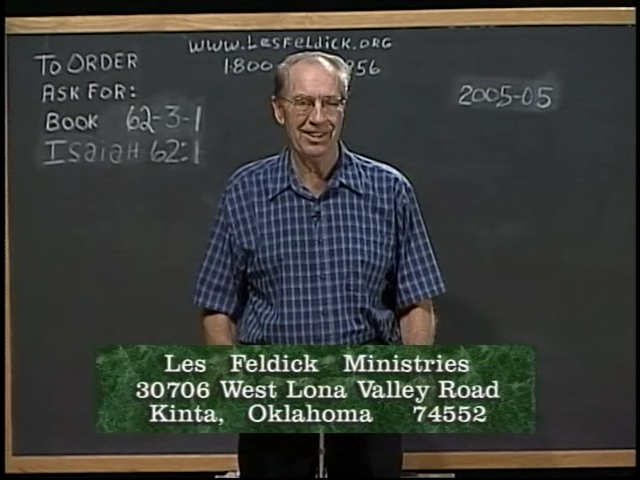 www.LesFeldick.org
To Order
1-800 956
Ask For:
2005-05
Book 62-3-1
Isaiah 62:1
Les Feldick Ministries
30706 West Lona Valley Road
Kinta, Oklahoma 74552